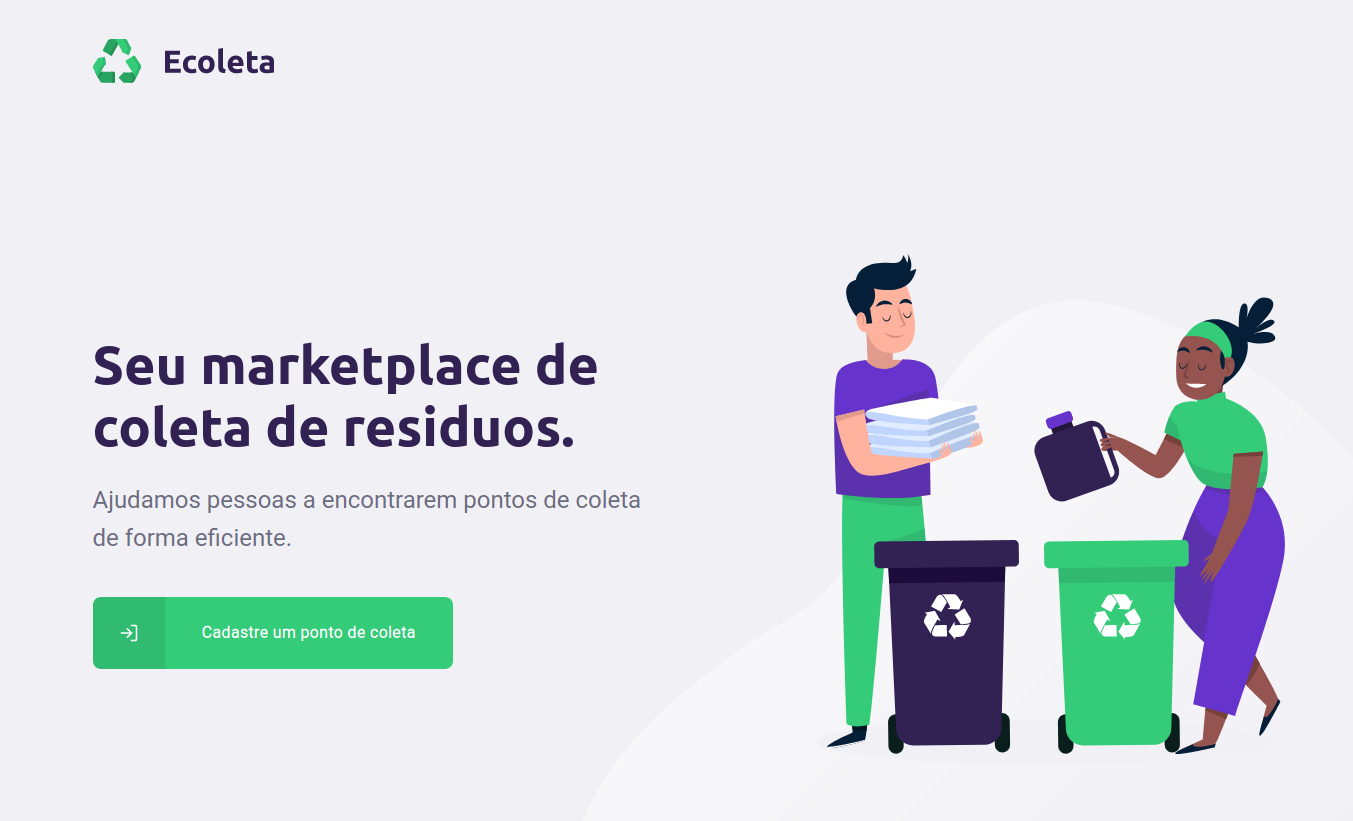 Ecoleta
Seu marketplace de
coleta de residuos.
Ajudamos pessoas a encontrarem pontos de coleta
de forma eficiente.
Cadastre um ponto de coleta